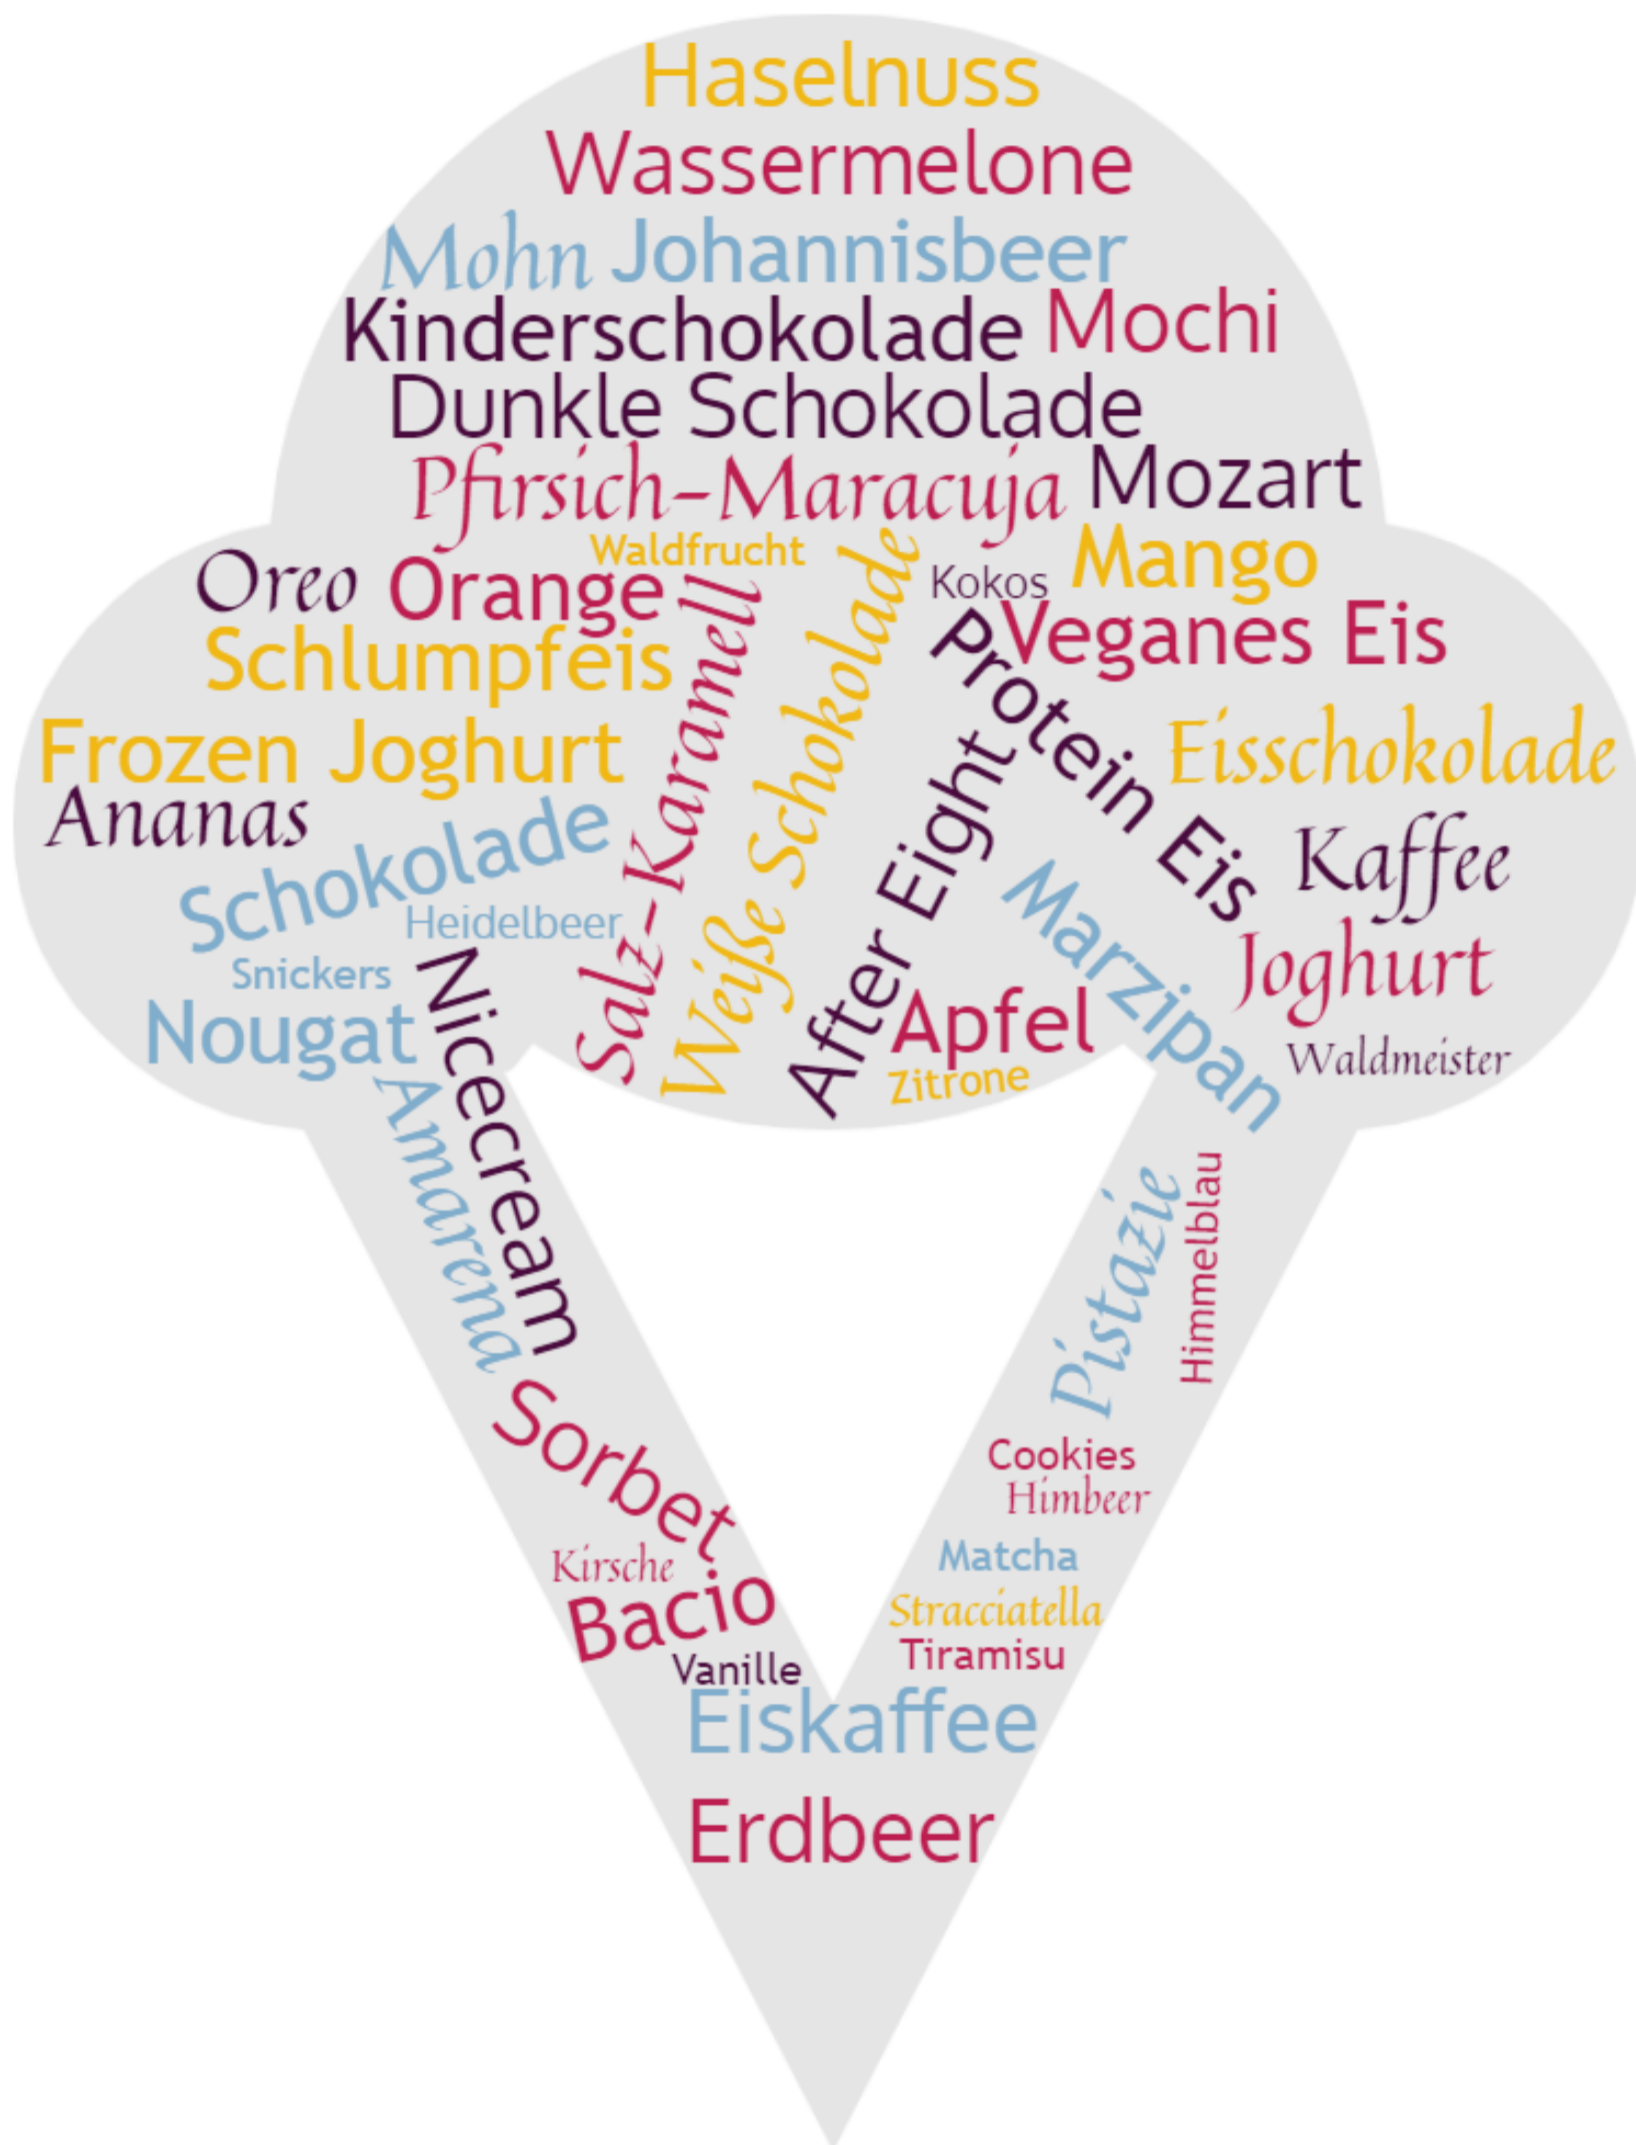 Haselnuss
Wassermelone
Mohn Johannisbeer
Kinderschokolade Mochi
Dunkle Schokolade
Pfirsich-Maracuja Mozart
Waldfrucht
Oreo
Orange
Kokos
Mango
Schlumpfeis
Salz-Karamell
Weiße Schokolade
Protein Eis
Veganes Eis
Frozen Joghurt
After Eight
Eisschokolade
Ananas
Schokolade
Kaffee
Heidelbeer
Snickers
Nicecream
Marzipan
Joghurt
Nougat
Apfel
Zitrone
Waldmeister
Amarena
Pistazie
Himmelblau
Sorbet
Cookies
Himbeer
Kirsche
Matcha
Bacio
Stracciatella
Vanille
Tiramisu
Eiskaffee
Erdbeer